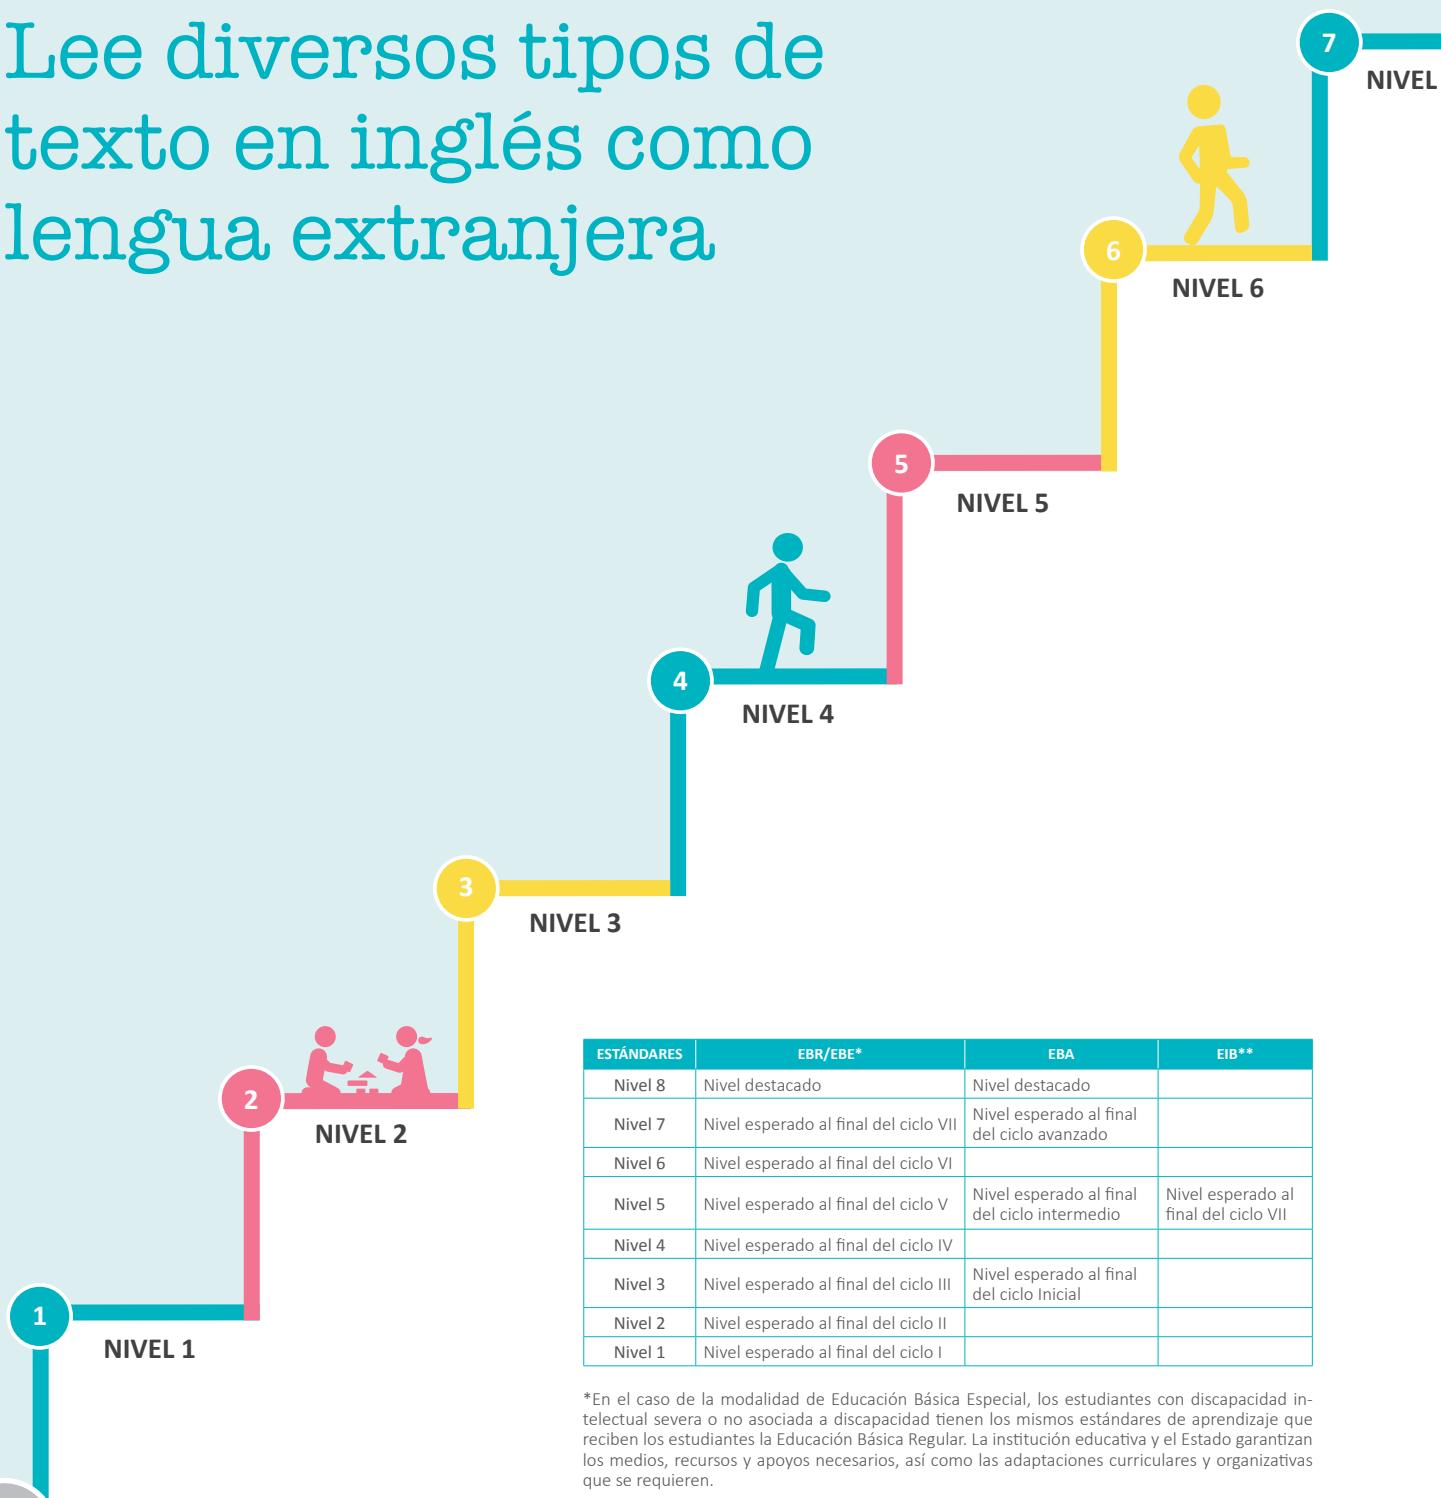 Lee diversos tipos de
texto en inglés como
lengua extranjera
7
NIVEL
6
NIVEL 6
5
NIVEL 5
4
NIVEL 4
3
NIVEL 3
2
NIVEL 2
1
NIVEL 1
ESTÁNDARES EBR/EBE* EBA EIB**
Nivel 8 Nivel destacado Nivel destacado
Nivel 7 Nivel esperado al final del ciclo VII Nivel esperado al final
del ciclo avanzado
Nivel 6 Nivel esperado al final del ciclo VI
Nivel 5 Nivel esperado al final del ciclo V Nivel esperado al final Nivel esperado al
del ciclo intermedio final del ciclo VII
Nivel 4 Nivel esperado al final del ciclo IV
Nivel 3 Nivel esperado al final del ciclo III Nivel esperado al final
del ciclo Inicial
Nivel 2 Nivel esperado al final del ciclo II
Nivel 1 Nivel esperado al final del ciclo I
*En el caso de la modalidad de Educación Básica Especial, los estudiantes con discapacidad in-
telectual severa o no asociada a discapacidad tienen los mismos estándares de aprendizaje que
reciben los estudiantes la Educación Básica Regular. La institución educativa y el Estado garantizan
los medios, recursos y apoyos necesarios, así como las adaptaciones curriculares y organizativas
que se requieren.